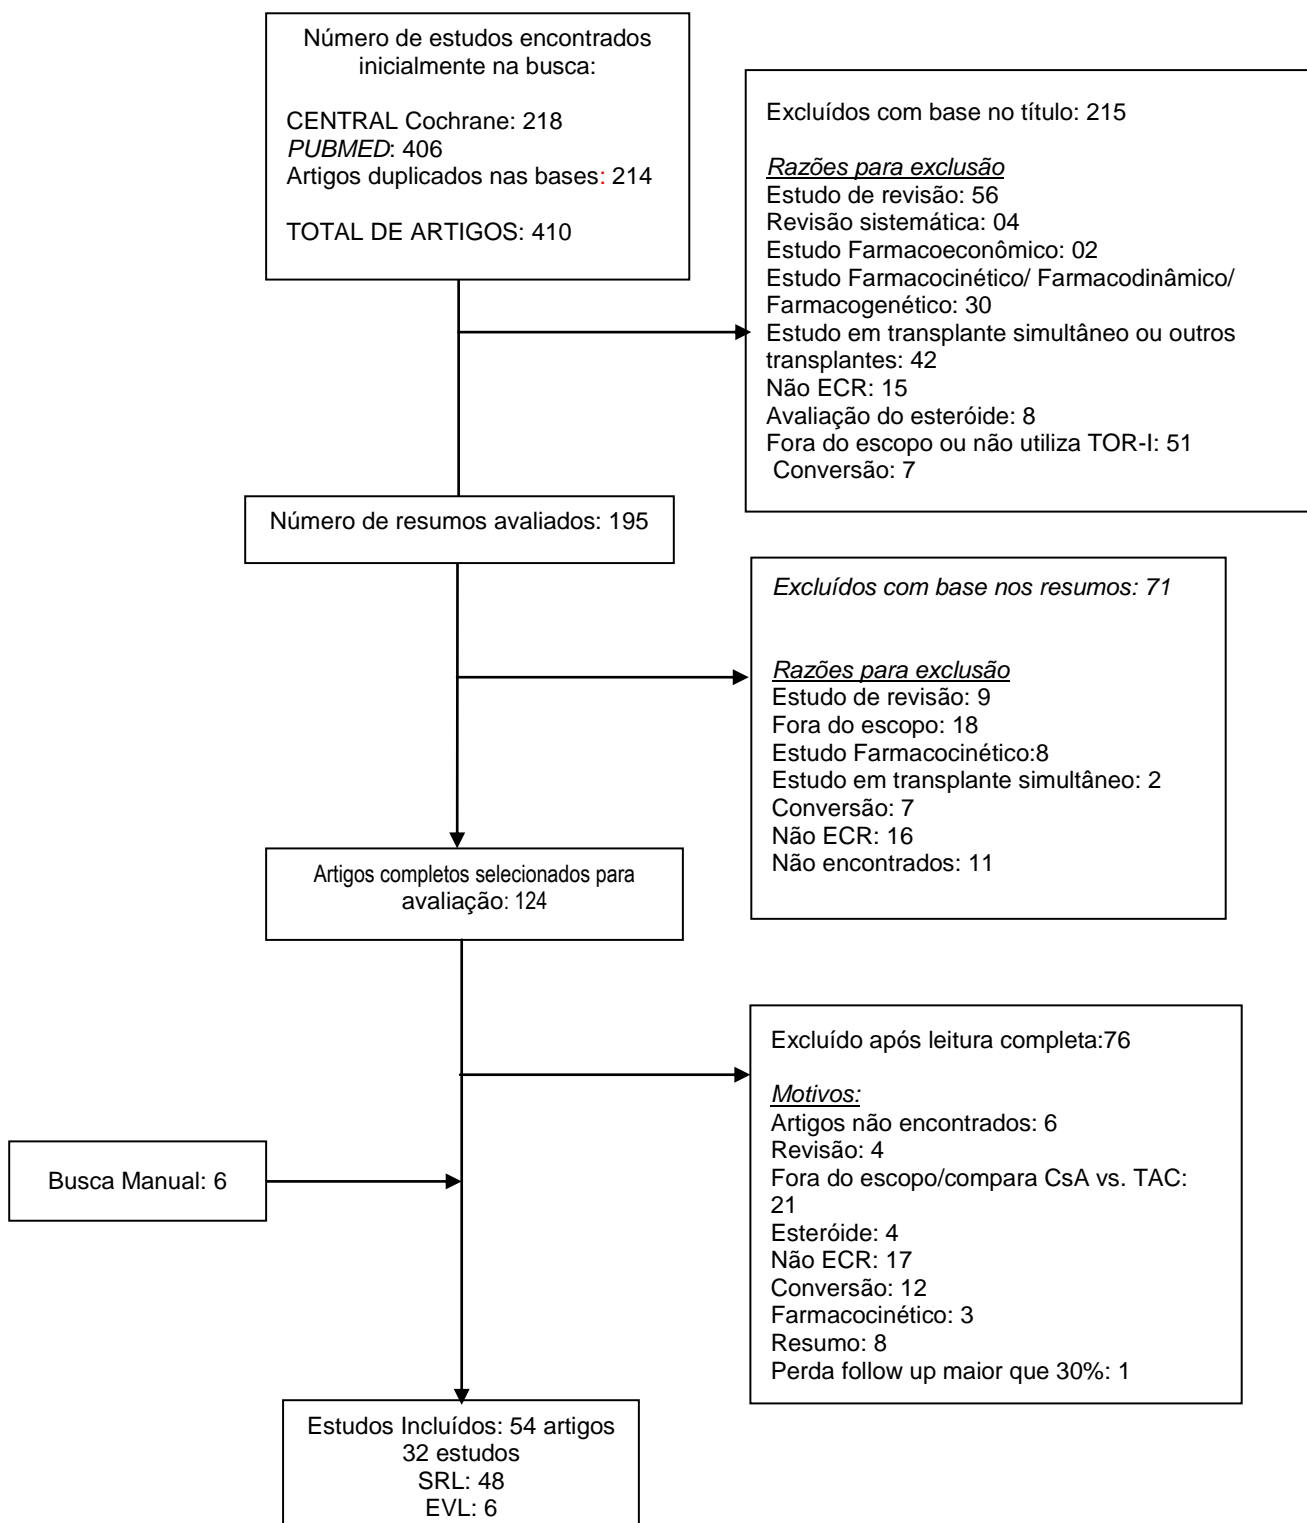 Número de estudos encontrados
inicialmente na busca:
CENTRAL Cochrane: 218
PUBMED: 406
Artigos duplicados nas bases: 214
TOTAL DE ARTIGOS: 410
Excluídos com base no título: 215
Razões para exclusão
Estudo de revisão: 56
Revisão sistemática: 04
Estudo Farmacoeconômico: 02
Estudo Farmacocinético/ Farmacodinâmico/
Farmacogenético: 30
Estudo em transplante simultâneo ou outros
transplantes: 42
Não ECR: 15
Avaliação do esteróide: 8
Fora do escopo ou não utiliza TOR-I: 51
Conversão: 7
Número de resumos avaliados: 195
Excluídos com base nos resumos: 71
Razões para exclusão
Estudo de revisão: 9
Fora do escopo: 18
Estudo Farmacocinético:8
Estudo em transplante simultâneo: 2
Conversão: 7
Não ECR: 16
Não encontrados: 11
Artigos completos selecionados para
avaliação: 124
Excluído após leitura completa:76
Motivos:
Artigos não encontrados: 6
Revisão: 4
Fora do escopo/compara CsA vs. TAC:
21
Esteróide: 4
Não ECR: 17
Conversão: 12
Farmacocinético: 3
Resumo: 8
Perda follow up maior que 30%: 1
Busca Manual: 6
Estudos Incluídos: 54 artigos
32 estudos
SRL: 48
EVL: 6